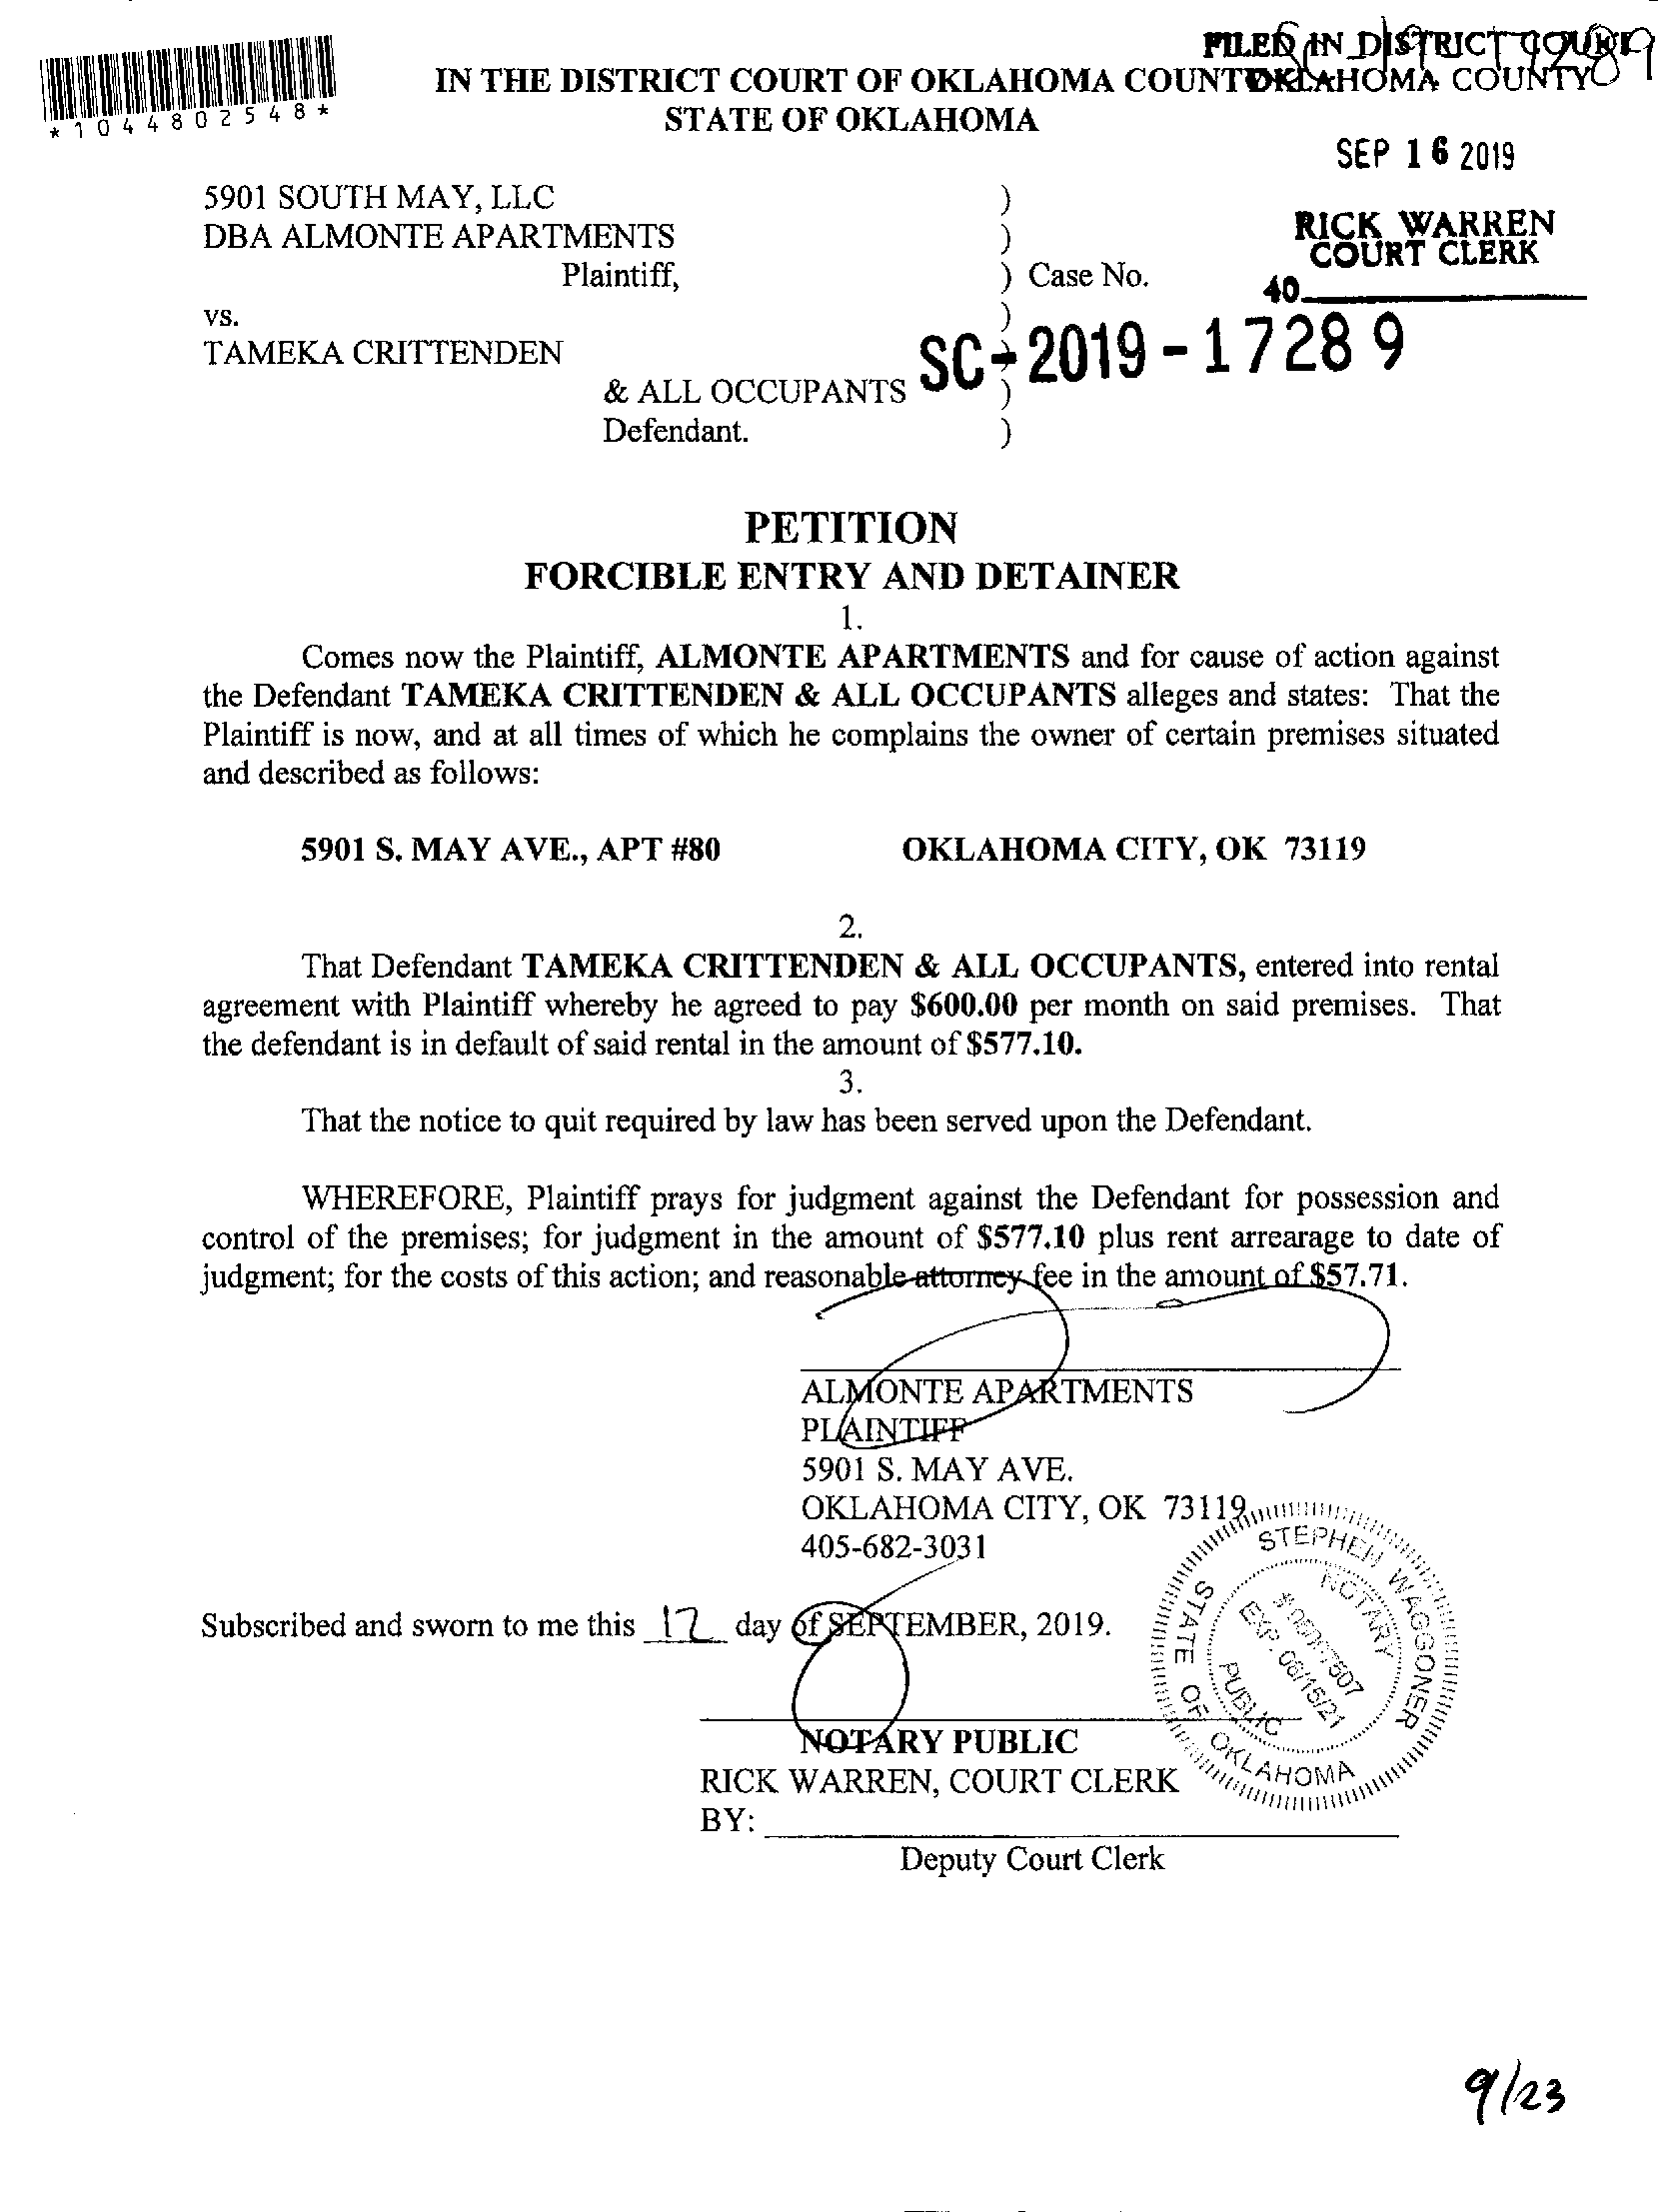 FILED IN DISTRICT COURT
IN THE DISTRICT COURT OF OKLAHOMA COUNTY
OKLAHOMA COUNTY
STATE OF OKLAHOMA
*1044802548*
SEP 16 2019
5901 SOUTH MAY, LLC )
DBA ALMONTE APARTMENTS )
RICK WARREN
COURT CLERK
Plaintiff, ) Case No.
40
vs. )
TAMEKA CRITTENDEN ) SC-2019-17289
& ALL OCCUPANTS )
Defendant. )
PETITION
FORCIBLE ENTRY AND DETAINER
1.
Comes now the Plaintiff, ALMONTE APARTMENTS and for cause of action against
the Defendant TAMEKA CRITTENDEN & ALL OCCUPANTS alleges and states: That the
Plaintiff is now, and at all times of which he complains the owner of certain premises situated
and described as follows:
5901 S. MAY AVE., APT #80 OKLAHOMA CITY, OK 73119
2.
That Defendant TAMEKA CRITTENDEN & ALL OCCUPANTS, entered into rental
agreement with Plaintiff whereby he agreed to pay $600.00 per month on said premises. That
the defendant is in default of said rental in the amount of $577.10.
3.
That the notice to quit required by law has been served upon the Defendant.
WHEREFORE, Plaintiff prays for judgment against the Defendant for possession and
control of the premises; for judgment in the amount of $577.10 plus rent arrearage to date of
judgment; for the costs of this action; and reasonable attorney fee in the amount of $57.71.
ALMONTE APARTMENTS
PLAINTIFF
5901 S. MAY AVE.
OKLAHOMA CITY, OK 73119
405-682-3031
Subscribed and sworn to me this 12 day of SEPTEMBER, 2019.
STEPHEN WAGGONER
NOTARY
EXP. 06/15/21
PUBLIC
STATE OF OKLAHOMA
NOTARY PUBLIC
RICK WARREN, COURT CLERK
BY:
Deputy Court Clerk
9/23